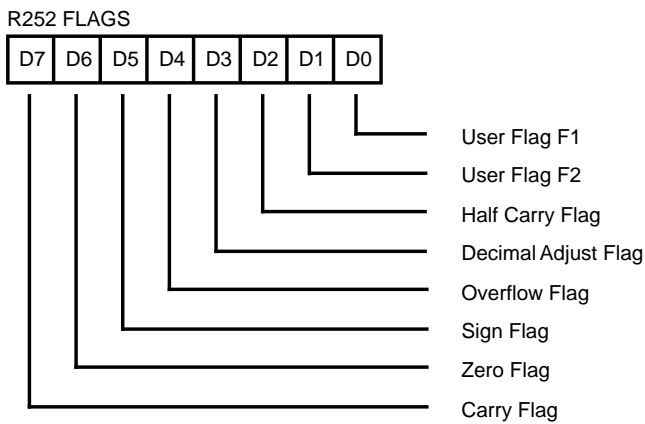 R252 FLAGS
D7 D6 D5 D4 D3 D2 D1 D0
User Flag F1
User Flag F2
Half Carry Flag
Decimal Adjust Flag
Overflow Flag
Sign Flag
Zero Flag
Carry Flag